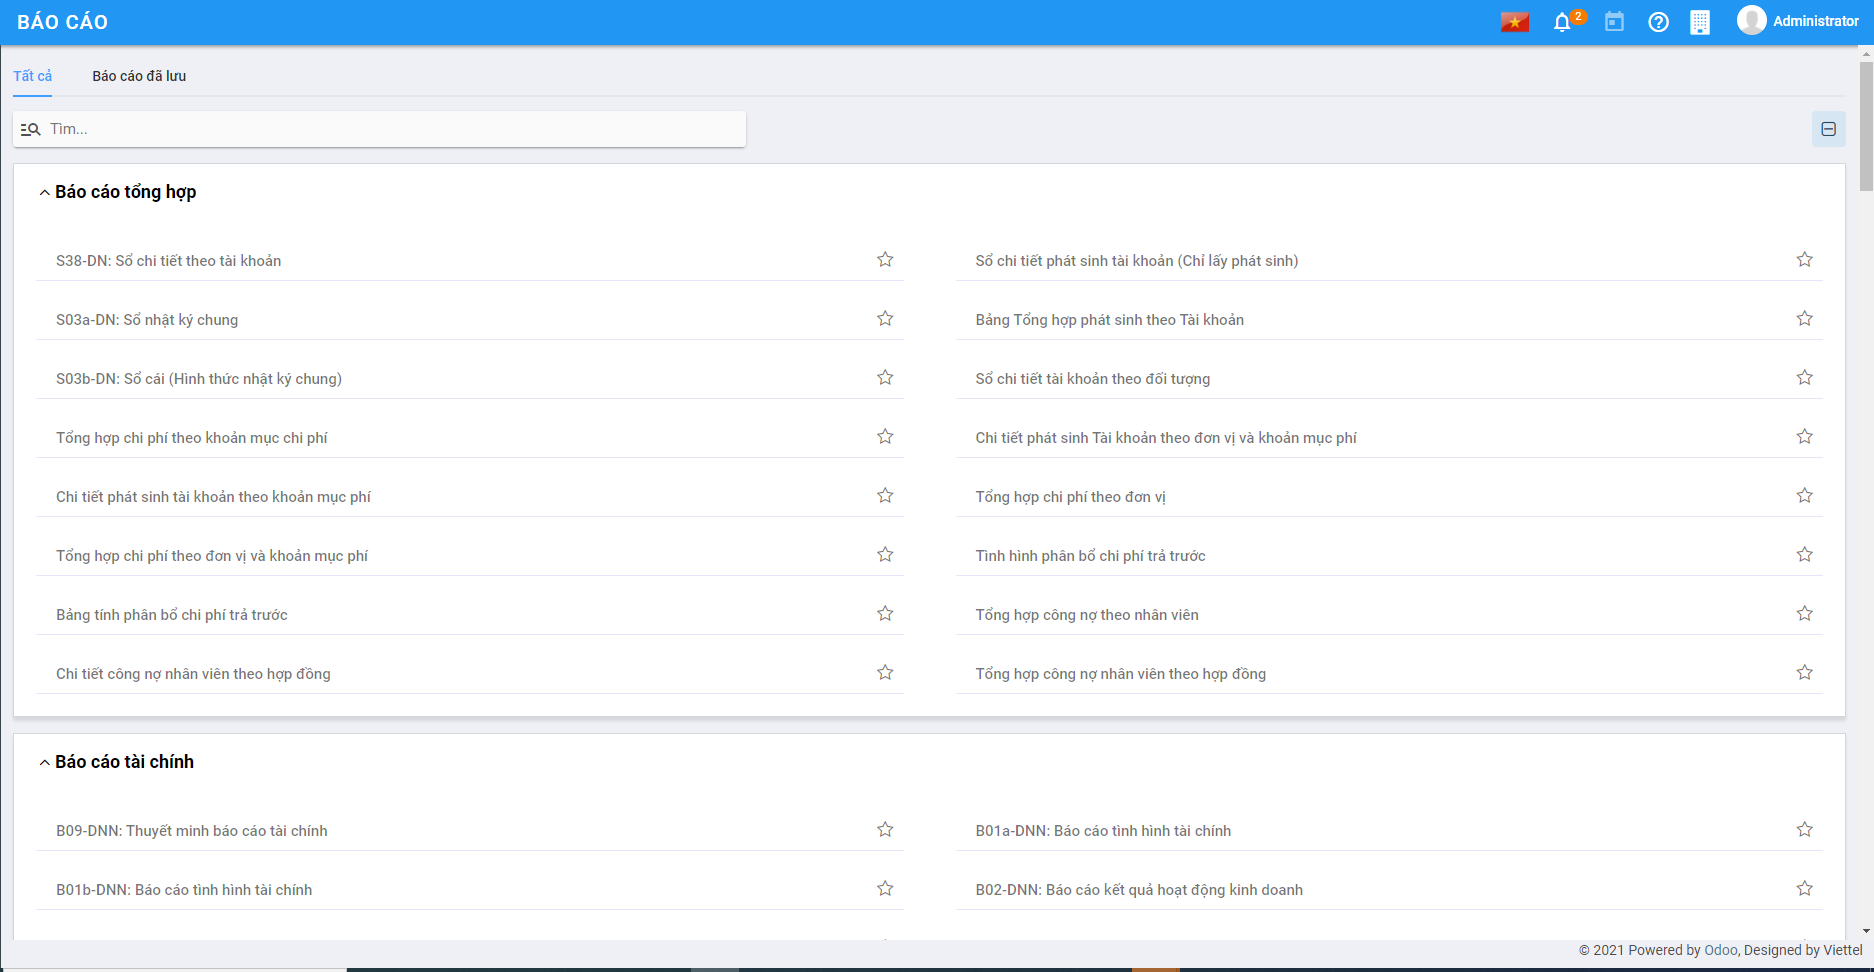 BÁO CÁO
2
Administrator
Tất cả
Báo cáo đã lưu
Tìm...
Báo cáo tổng hợp
S38-DN: Sổ chi tiết theo tài khoản
Sổ chi tiết phát sinh tài khoản (Chỉ lấy phát sinh)
S03a-DN: Sổ nhật ký chung
Bảng Tổng hợp phát sinh theo Tài khoản
S03b-DN: Sổ cái (Hình thức nhật ký chung)
Sổ chi tiết tài khoản theo đối tượng
Tổng hợp chi phí theo khoản mục chi phí
Chi tiết phát sinh Tài khoản theo đơn vị và khoản mục phí
Chi tiết phát sinh tài khoản theo khoản mục phí
Tổng hợp chi phí theo đơn vị
Tổng hợp chi phí theo đơn vị và khoản mục phí
Tình hình phân bổ chi phí trả trước
Bảng tính phân bổ chi phí trả trước
Tổng hợp công nợ theo nhân viên
Chi tiết công nợ nhân viên theo hợp đồng
Tổng hợp công nợ nhân viên theo hợp đồng
Báo cáo tài chính
B09-DNN: Thuyết minh báo cáo tài chính
B01a-DNN: Báo cáo tình hình tài chính
B01b-DNN: Báo cáo tình hình tài chính
B02-DNN: Báo cáo kết quả hoạt động kinh doanh
© 2021 Powered by Odoo, Designed by Viettel